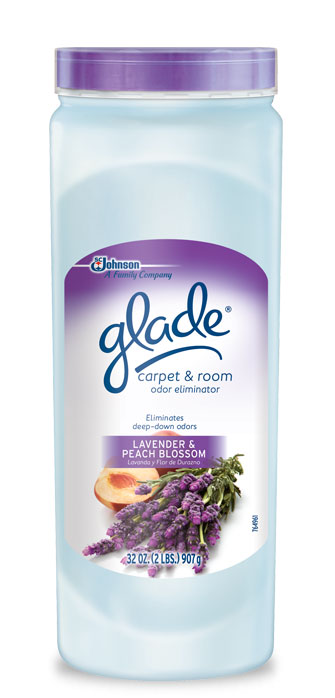 SC Johnson
A Family Company
glade®
carpet & room
odor eliminator
Eliminates
deep-down odors
LAVENDER &
PEACH BLOSSOM
Lavanda y Flor de Durazno
32 OZ. (2 LBS.) 907g
764961